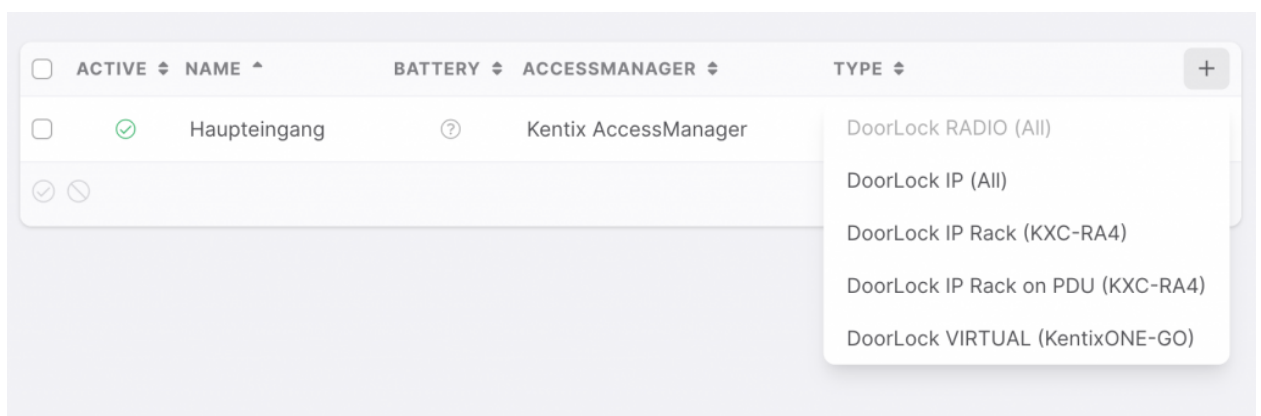 ACTIVE NAME BATTERY ACCESSMANAGER TYPE +
Haupteingang ? Kentix AccessManager
DoorLock RADIO (All)
DoorLock IP (All)
DoorLock IP Rack (KXC-RA4)
DoorLock IP Rack on PDU (KXC-RA4)
DoorLock VIRTUAL (KentixONE-GO)